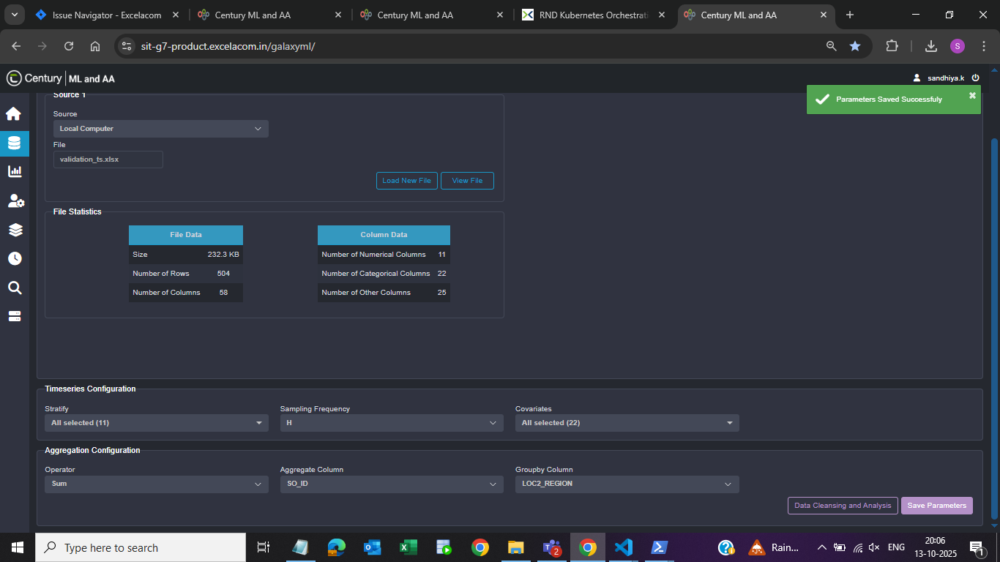 Issue Navigator - Excelacom
Century ML and AA
Century ML and AA
RND Kubernetes Orchestrati
Century ML and AA
sit-g7-product.excelacom.in/galaxyml/
S
Century ML and AA
sandhiya.k
Parameters Saved Successfuly
Source 1
Source
Local Computer
File
validation_ts.xlsx
Load New File
View File
File Statistics
File Data
Size 232.3 KB
Number of Rows 504
Number of Columns 58
Column Data
Number of Numerical Columns 11
Number of Categorical Columns 22
Number of Other Columns 25
Timeseries Configuration
Stratify
All selected (11)
Sampling Frequency
H
Covariates
All selected (22)
Aggregation Configuration
Operator
Sum
Aggregate Column
SO_ID
Groupby Column
LOC2_REGION
Data Cleansing and Analysis
Save Parameters
Type here to search
2
Rain...
ENG
20:06
13-10-2025
1